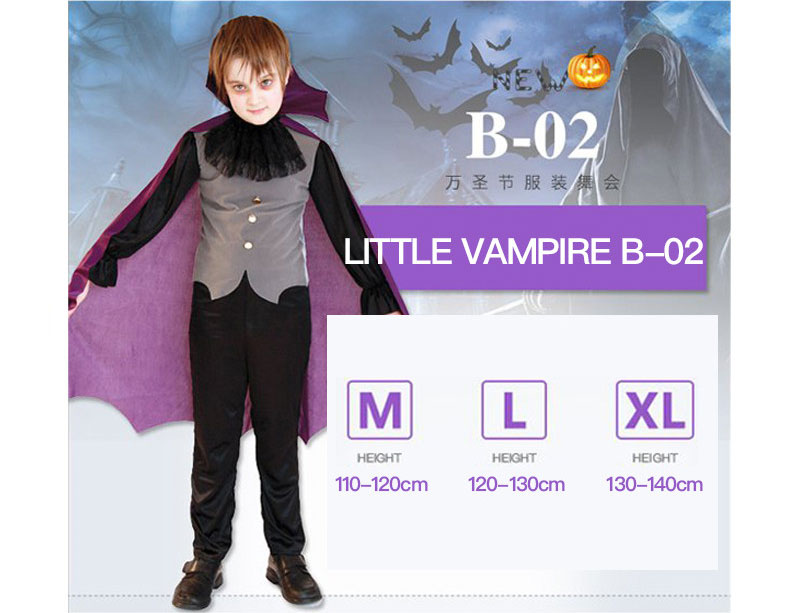 NEW
B-02
万圣节服装舞会
LITTLE VAMPIRE B-02
M
L
XL
HEIGHT
HEIGHT
HEIGHT
110-120cm
120-130cm
130-140cm